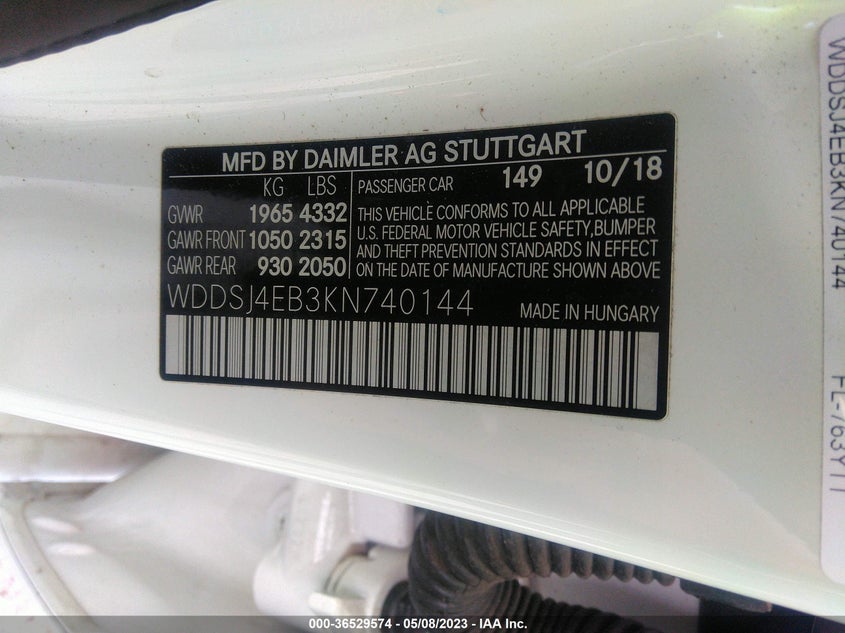 MFD BY DAIMLER AG STUTTGART
KG LBS
GVWR 1965 4332
GAWR FRONT 1050 2315
GAWR REAR 930 2050
PASSENGER CAR 149 10/18
THIS VEHICLE CONFORMS TO ALL APPLICABLE
U.S. FEDERAL MOTOR VEHICLE SAFETY, BUMPER
AND THEFT PREVENTION STANDARDS IN EFFECT
ON THE DATE OF MANUFACTURE SHOWN ABOVE
WDDSJ4EB3KN740144 MADE IN HUNGARY
WDDSJ4EB3KN740144
000-36529574 - 05/08/2023 - IAA Inc.